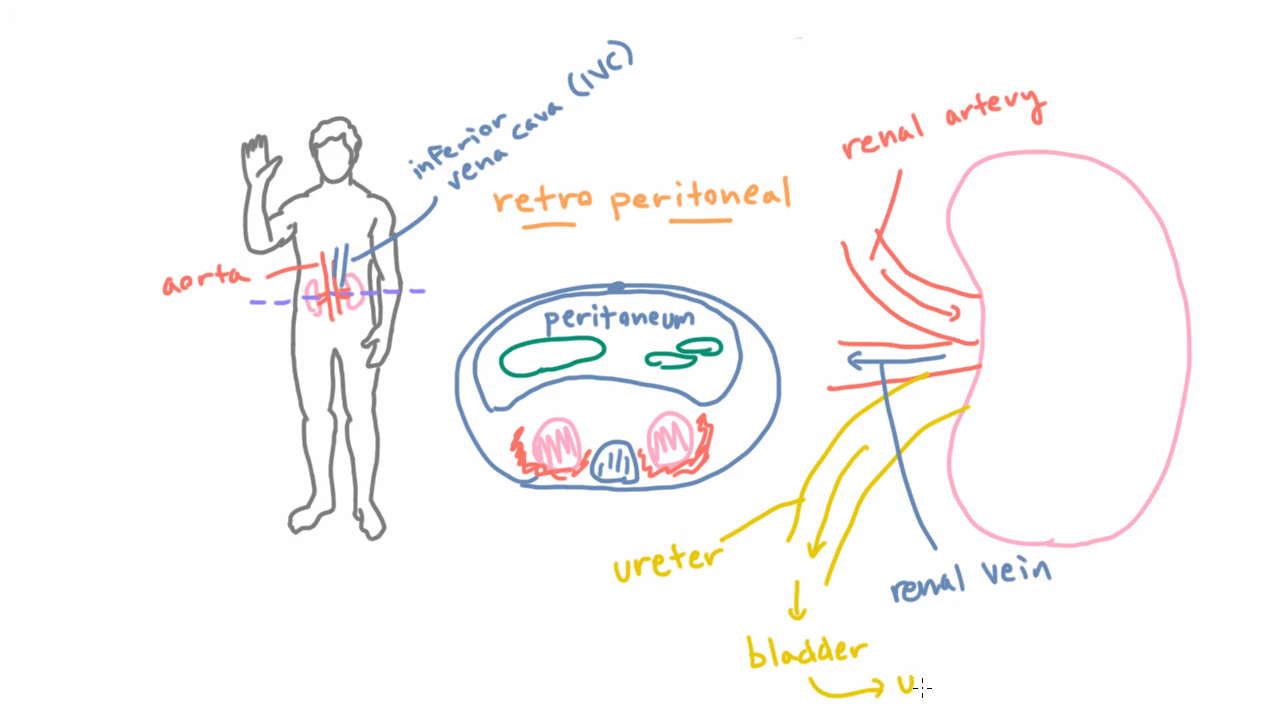 inferior
vena cava (IVC)
aorta
retro peritoneal
peritoneum
renal artery
ureter
renal vein
bladder
u